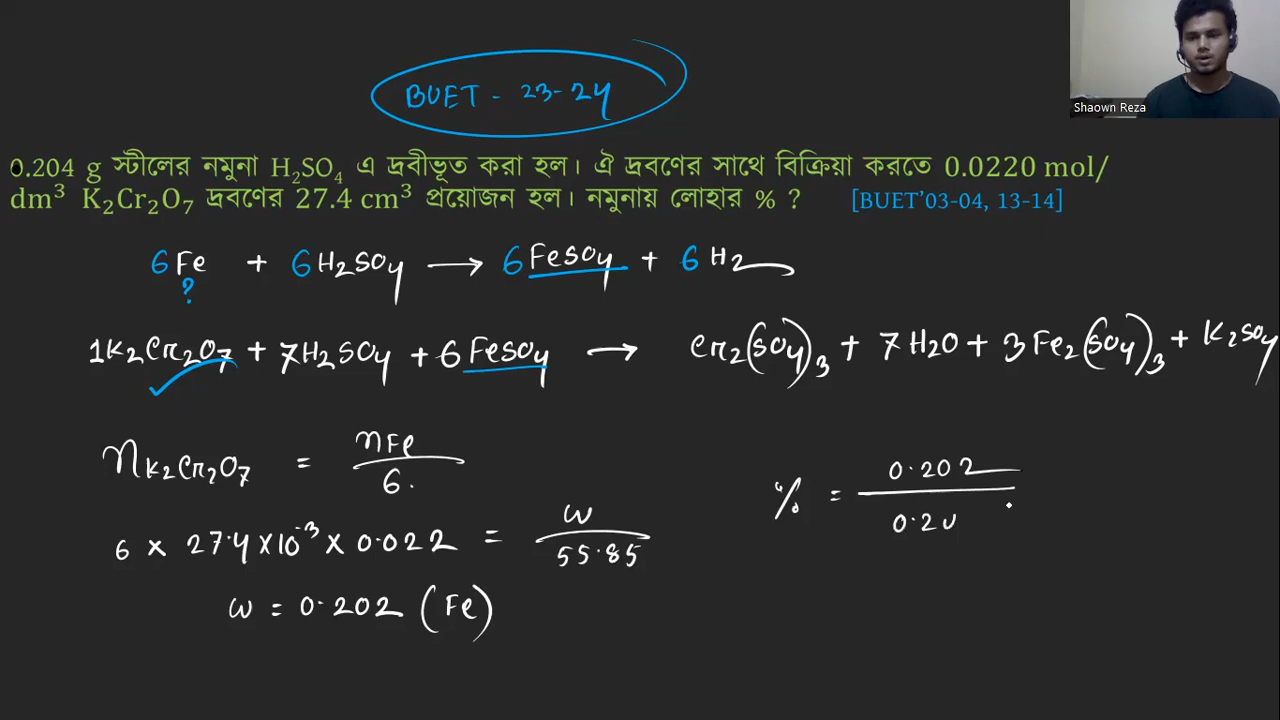 BUET - 23-24
Shaown Reza
0.204 g স্টীলের নমুনা H₂SO₄ এ দ্রবীভূত করা হল। ঐ দ্রবণের সাথে বিক্রিয়া করতে 0.0220 mol/
dm³ K₂Cr₂O₇ দ্রবণের 27.4 cm³ প্রয়োজন হল। নমুনায় লোহার % ? [BUET'03-04, 13-14]
6Fe + 6H₂SO₄ → 6FeSO₄ + 6H₂
?
1K₂Cr₂O₇ + 7H₂SO₄ + 6FeSO₄ → Cr₂(SO₄)₃ + 7H₂O + 3Fe₂(SO₄)₃ + K₂SO₄
nK₂Cr₂O₇ = nFe / 6
6 × 27.4×10⁻³ × 0.022 = W / 55.85
W = 0.202 (Fe)
% = 0.202 / 0.20